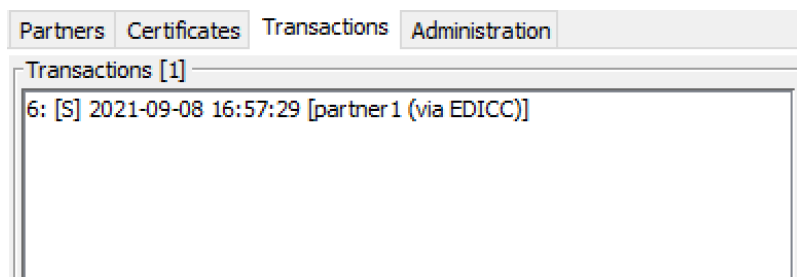 Partners Certificates Transactions Administration
Transactions [1]
6: [S] 2021-09-08 16:57:29 [partner1 (via EDICC)]